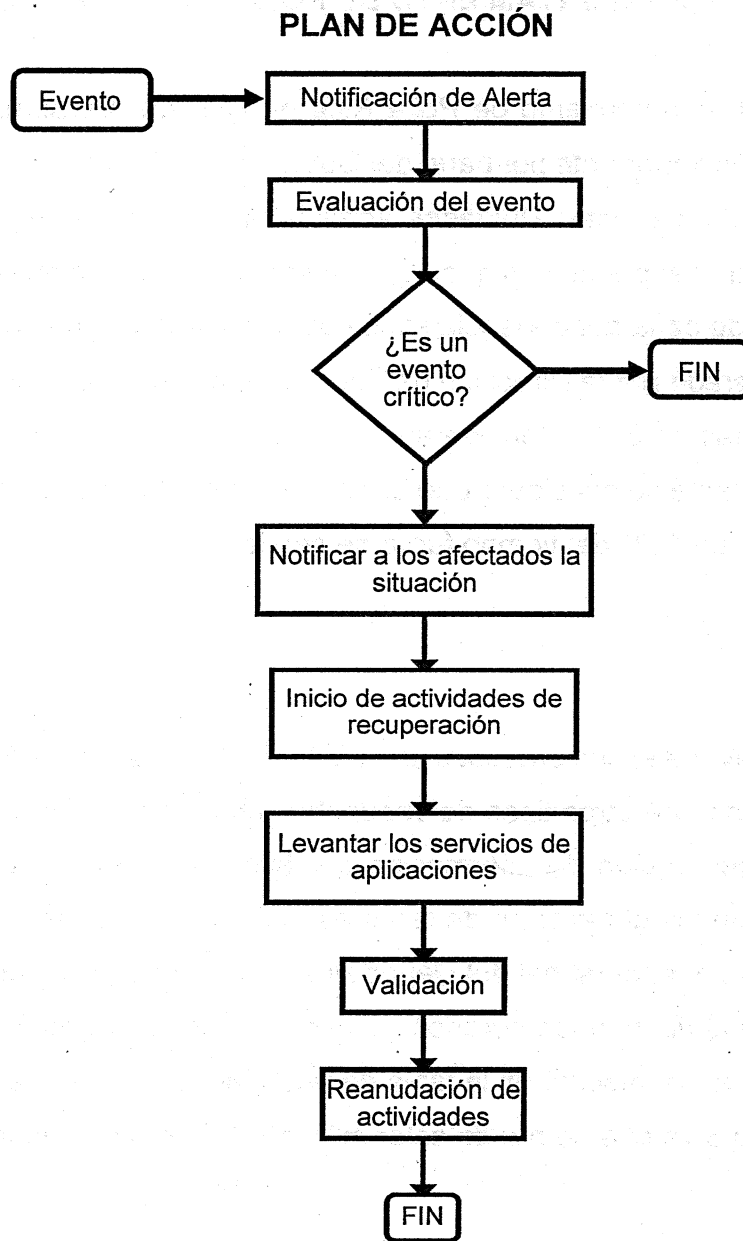 PLAN DE ACCIÓN
Evento
Notificación de Alerta
Evaluación del evento
¿Es un
evento
crítico?
FIN
Notificar a los afectados la
situación
Inicio de actividades de
recuperación
Levantar los servicios de
aplicaciones
Validación
Reanudación de
actividades
FIN